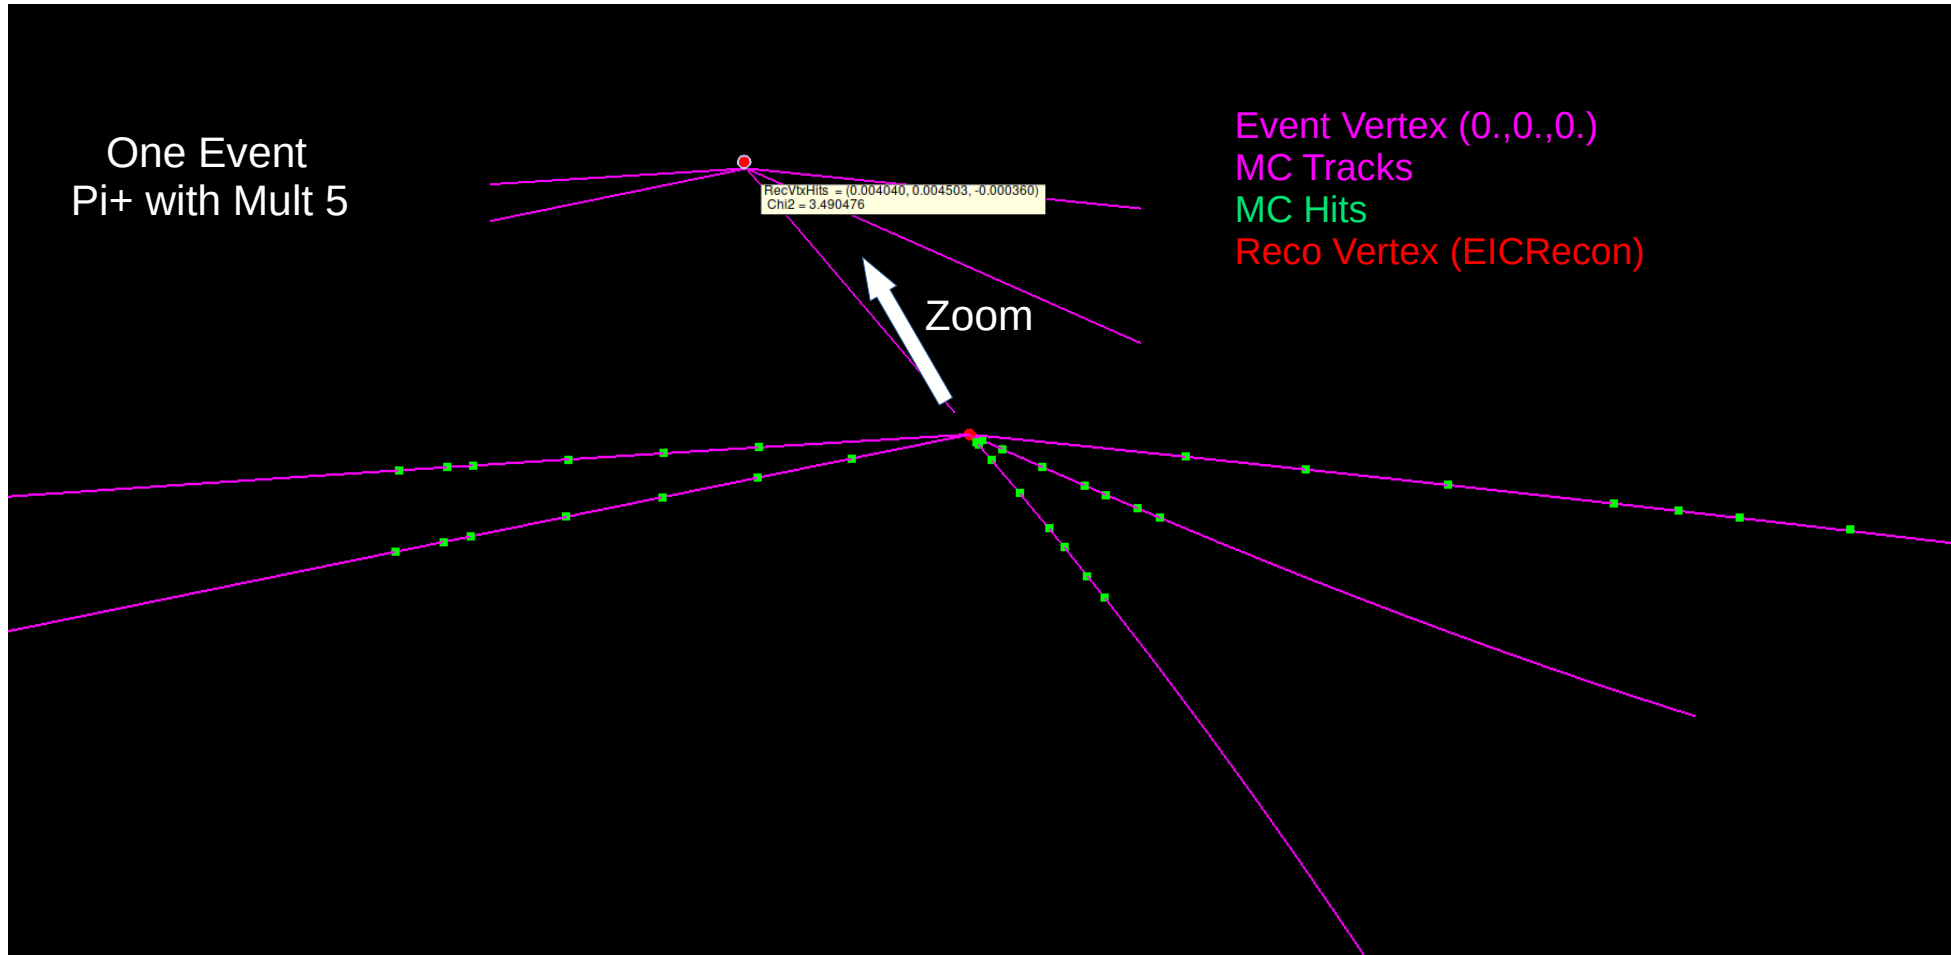 One Event
Pi+ with Mult 5
Event Vertex (0.,0.,0.)
MC Tracks
MC Hits
Reco Vertex (EICRecon)
RecVtxHits = (0.004040, 0.004503, -0.000360)
Chi2 = 3.490476
Zoom